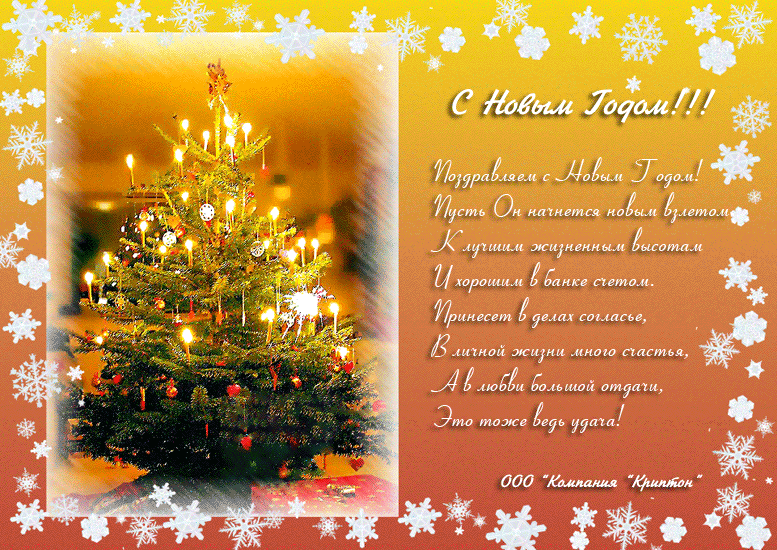 С Новым Годом!!!
Поздравляем с Новым Годом!
Пусть Он начнется новым взлетом
К лучшим жизненным высотам
И хорошим в банке счетом.
Принесет в делах согласье,
В личной жизни много счастья,
А в любви большой отдачи,
Это тоже ведь удача!
ООО "Компания "Криптон"